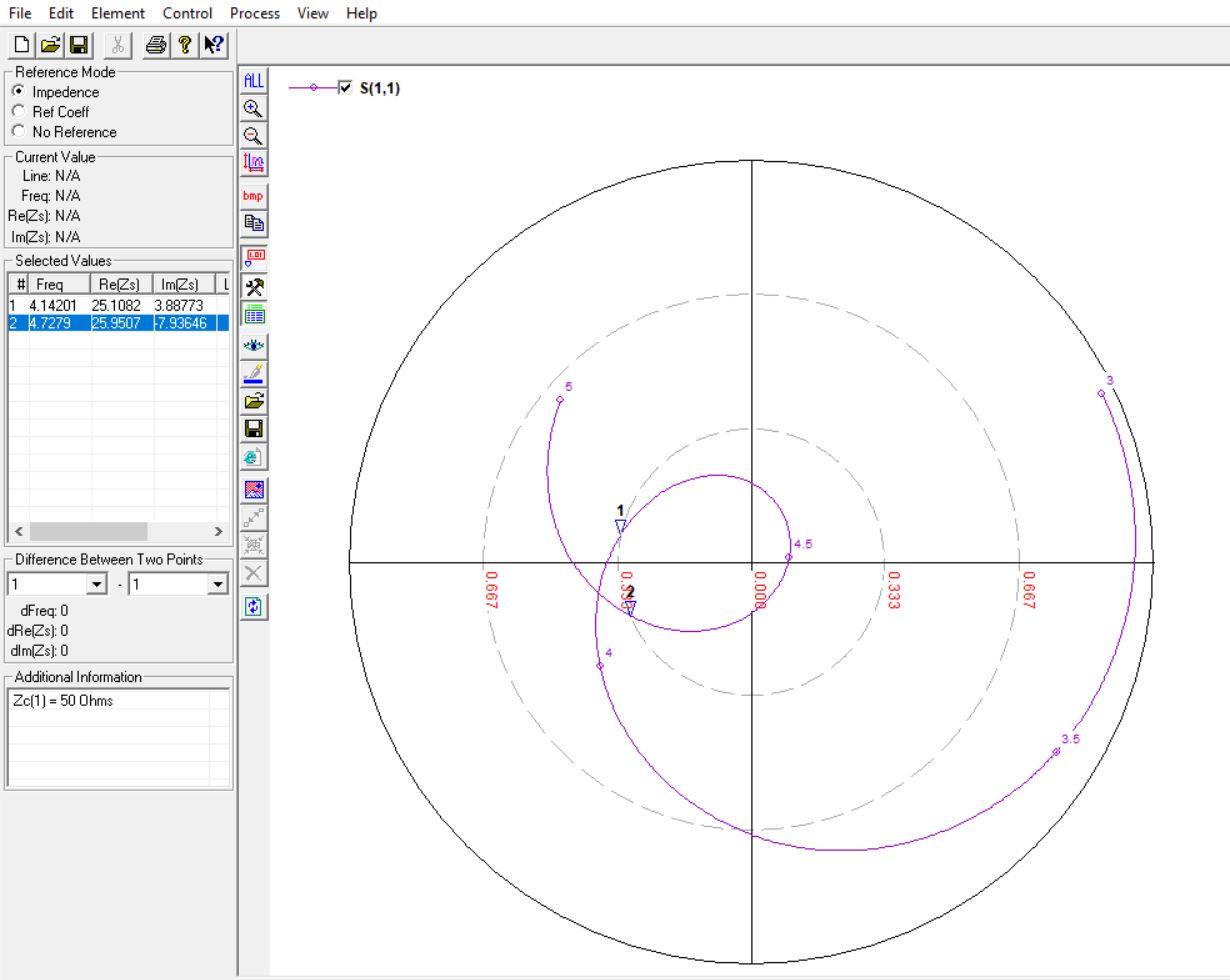 File Edit Element Control Process View Help
Reference Mode
Impedence
Ref Coeff
No Reference
Current Value
Line: N/A
Freq: N/A
Re(Zs): N/A
Im(Zs): N/A
Selected Values
# Freq Re(Zs) Im(Zs) L
1 4.14201 25.1082 3.88773
2 4.7279 25.9507 -7.93646
Difference Between Two Points
1 - 1
dFreq: 0
dRe(Zs): 0
dIm(Zs): 0
Additional Information
Zc(1) = 50 Ohms
ALL
bmp
1.01
S(1,1)
3
5
1
4.5
0.667 0.333 0.000 0.333 0.667
2
4
3.5